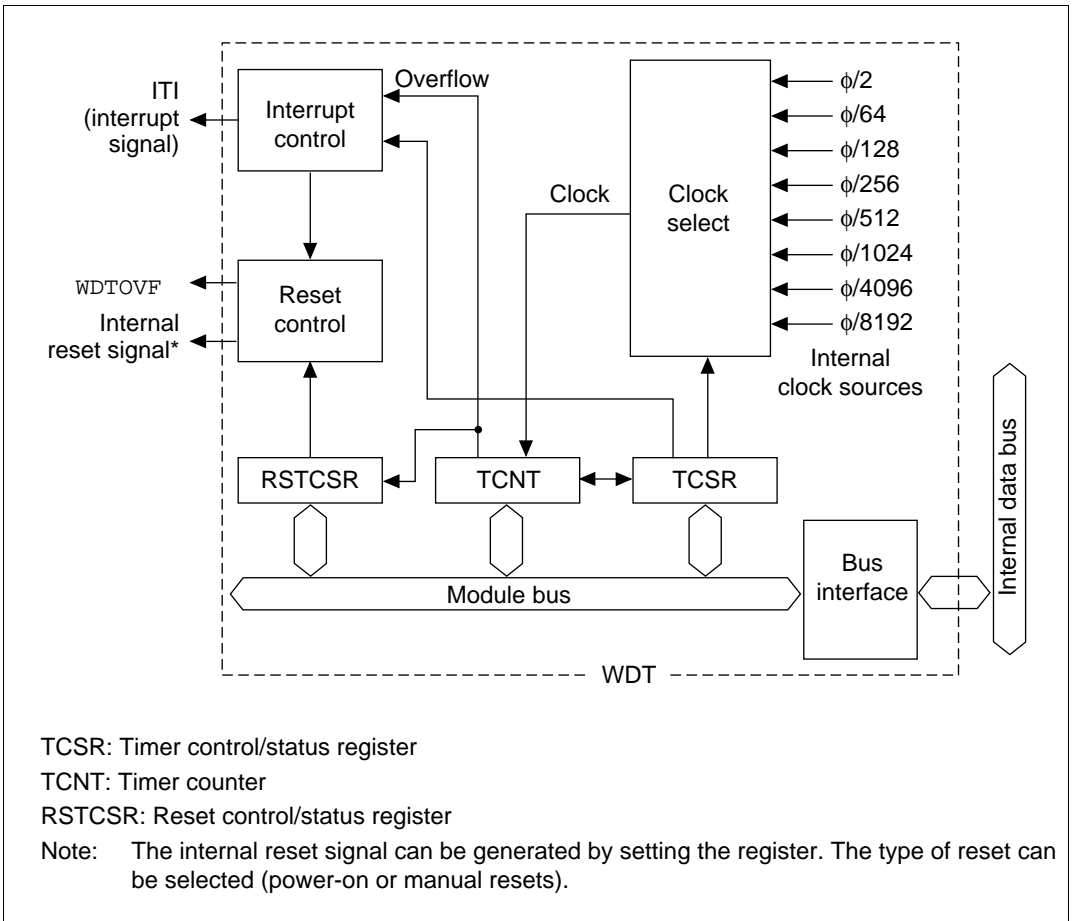 ITI
(interrupt
signal)
Interrupt
control
Overflow
WDTOVF
Internal
reset signal*
Reset
control
Clock
Clock
select
ϕ/2
ϕ/64
ϕ/128
ϕ/256
ϕ/512
ϕ/1024
ϕ/4096
ϕ/8192
Internal
clock sources
RSTCSR
TCNT
TCSR
Module bus
Bus
interface
Internal data bus
WDT
TCSR: Timer control/status register
TCNT: Timer counter
RSTCSR: Reset control/status register
Note: The internal reset signal can be generated by setting the register. The type of reset can
be selected (power-on or manual resets).